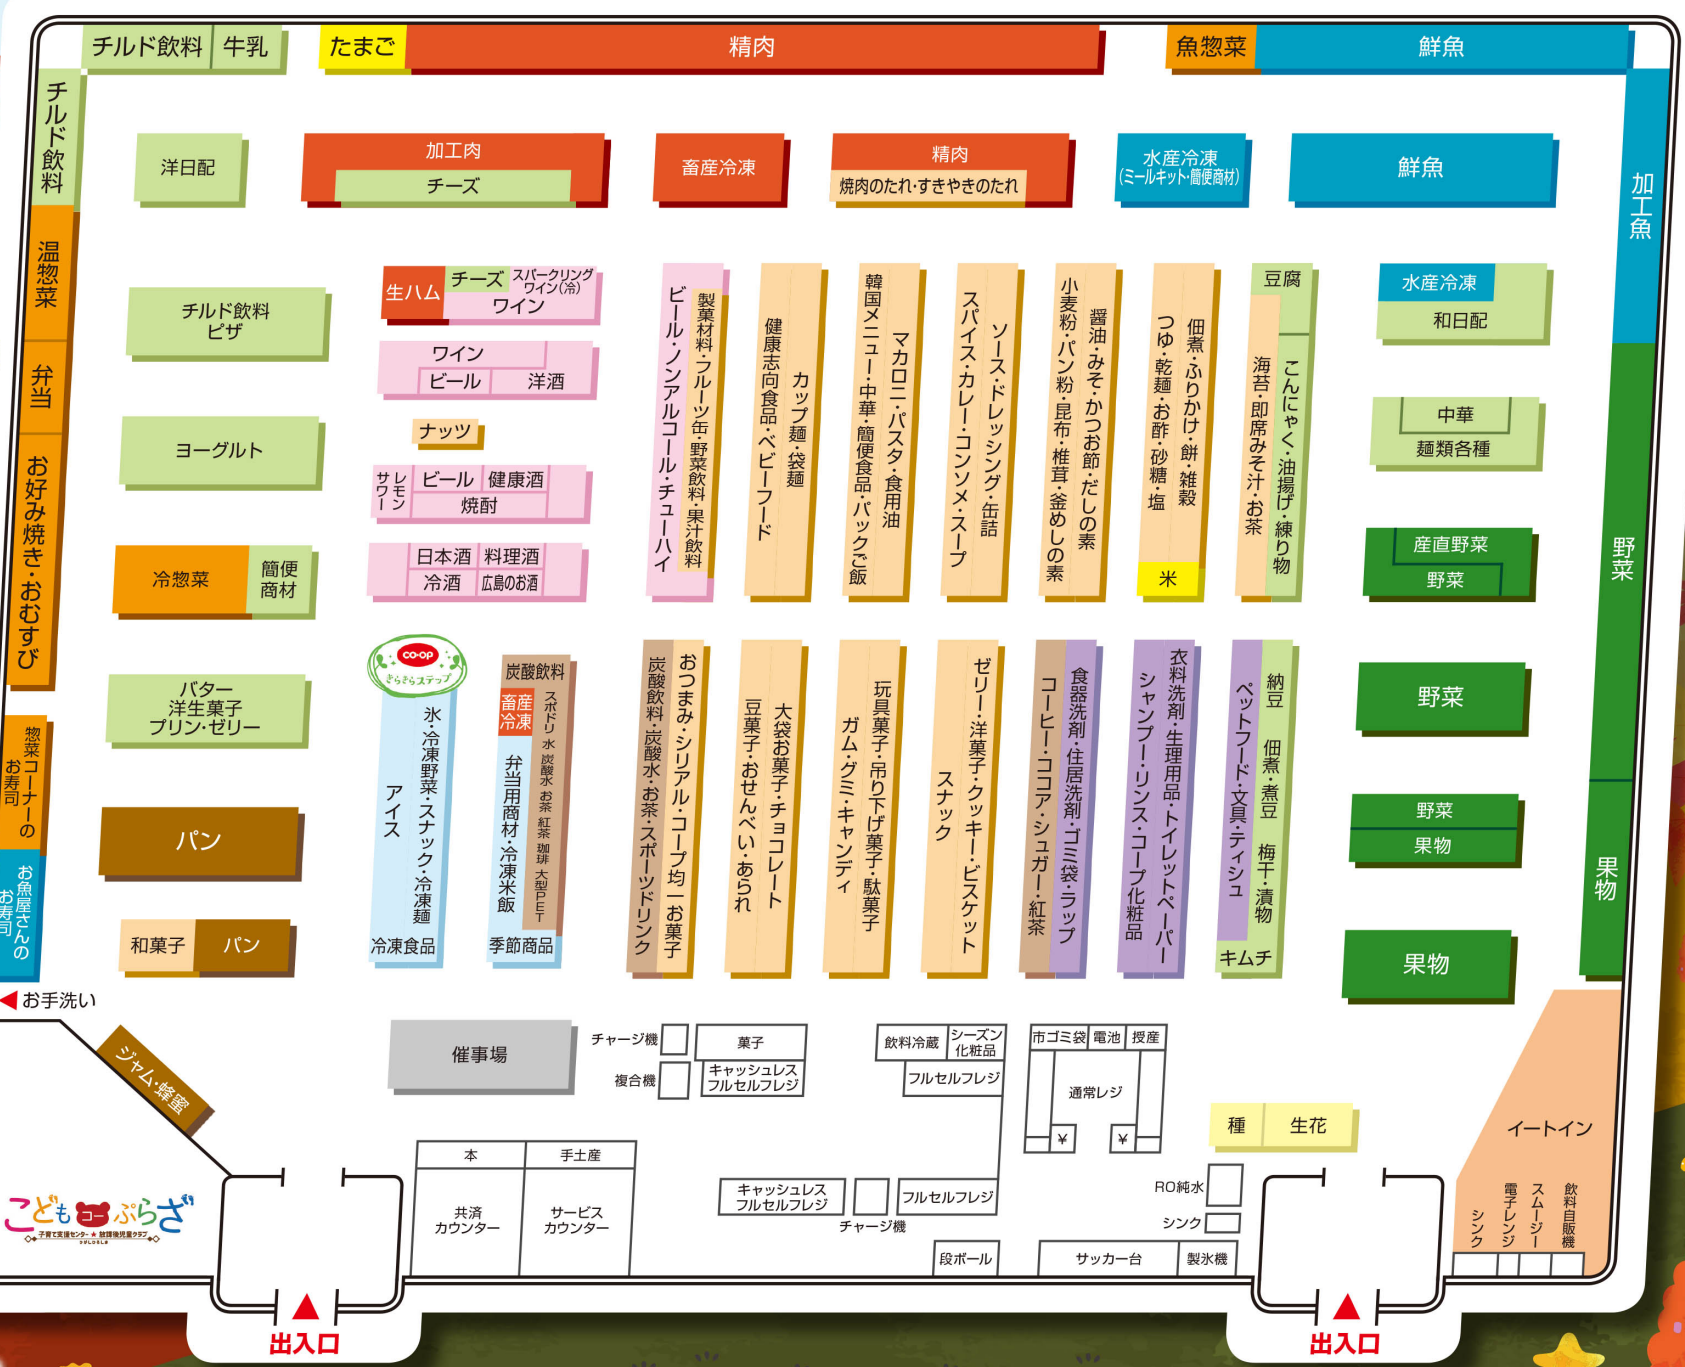 チルド飲料
牛乳
たまご
精肉
魚惣菜
鮮魚
チルド飲料
洋日配
加工肉
チーズ
畜産冷凍
精肉
焼肉のたれ・すきやきのたれ
水産冷凍
(ミールキット・簡便商材)
鮮魚
加工魚
温惣菜
弁当
お好み焼き・おむすび
惣菜コーナーの
お寿司
お魚屋さんの
お寿司
チルド飲料
ピザ
ヨーグルト
冷惣菜
簡便
商材
バター
洋生菓子
プリン・ゼリー
パン
和菓子
パン
生ハム
チーズ
スパークリング
ワイン(冷)
ワイン
ワイン
ビール
洋酒
ナッツ
レモン
サワー
ビール
健康酒
焼酎
日本酒
料理酒
冷酒
広島のお酒
ビール・ノンアルコール・チューハイ
製菓材料・フルーツ缶・野菜飲料・果汁飲料
健康志向食品・ベビーフード
カップ麺・袋麺
韓国メニュー・中華・簡便食品・パックご飯
マカロニ・パスタ・食用油
スパイス・カレー・コンソメ・スープ
ソース・ドレッシング・缶詰
小麦粉・パン粉・昆布・椎茸・釜めしの素
醤油・みそ・かつお節・だしの素
つゆ・乾麺・お酢・砂糖・塩
佃煮・ふりかけ・餅・雑穀
米
豆腐
海苔・即席みそ汁・お茶
こんにゃく・油揚げ・練り物
水産冷凍
和日配
中華
麺類各種
産直野菜
野菜
野菜
野菜
野菜
果物
果物
果物
CO・OP
きらきらステップ
アイス
氷・冷凍野菜・スナック・冷凍麺
冷凍食品
炭酸飲料
畜産
冷凍
弁当用商材・冷凍米飯
スポドリ 水 炭酸水 お茶 紅茶 珈琲 大型PET
季節商品
炭酸飲料・炭酸水・お茶・スポーツドリンク
おつまみ・シリアル・コープ均一お菓子
豆菓子・おせんべい・あられ
大袋お菓子・チョコレート
ガム・グミ・キャンディ
玩具菓子・吊り下げ菓子・駄菓子
スナック
ゼリー・洋菓子・クッキー・ビスケット
コーヒー・ココア・シュガー・紅茶
食器洗剤・住居洗剤・ゴミ袋・ラップ
シャンプー・リンス・コープ化粧品
衣料洗剤・生理用品・トイレットペーパー
ペットフード・文具・ティシュ
納豆 佃煮・煮豆 梅干・漬物
キムチ
お手洗い
ジャム・蜂蜜
催事場
チャージ機
複合機
菓子
キャッシュレス
フルセルフレジ
飲料冷蔵
シーズン
化粧品
フルセルフレジ
市ゴミ袋
電池
授産
通常レジ
¥
¥
種
生花
イートイン
本
手土産
共済
カウンター
サービス
カウンター
キャッシュレス
フルセルフレジ
チャージ機
フルセルフレジ
段ボール
RO純水
シンク
サッカー台
製氷機
シンク
電子レンジ
スムージー
飲料自販機
こどもコープらざ
子育て支援センター★放課後児童クラブ
ひがしひろしま
出入口
出入口